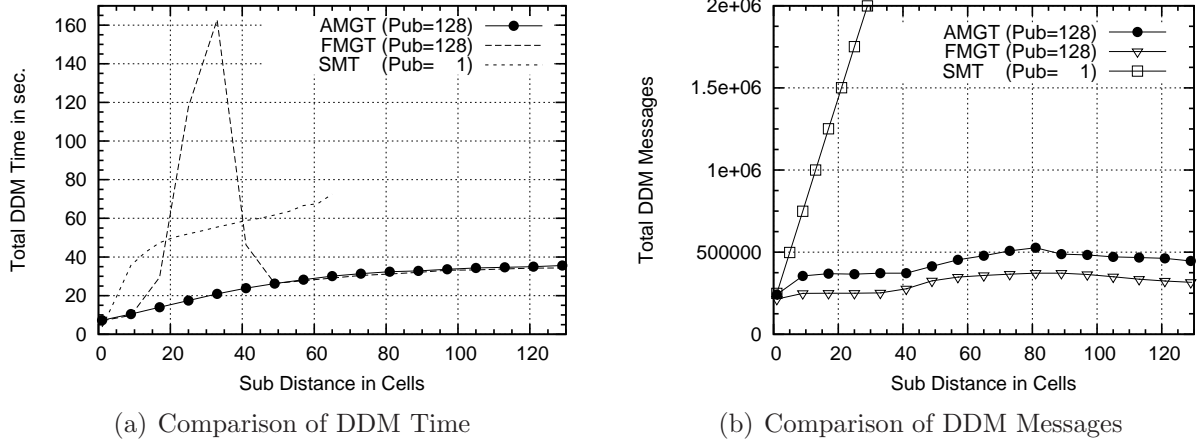 Total DDM Time in sec.
160
140
120
100
80
60
40
20
0
0 20 40 60 80 100 120
Sub Distance in Cells
AMGT (Pub=128)
FMGT (Pub=128)
SMT (Pub= 1)
(a) Comparison of DDM Time
Total DDM Messages
2e+06
1.5e+06
1e+06
500000
0
0 20 40 60 80 100 120
Sub Distance in Cells
AMGT (Pub=128)
FMGT (Pub=128)
SMT (Pub= 1)
(b) Comparison of DDM Messages